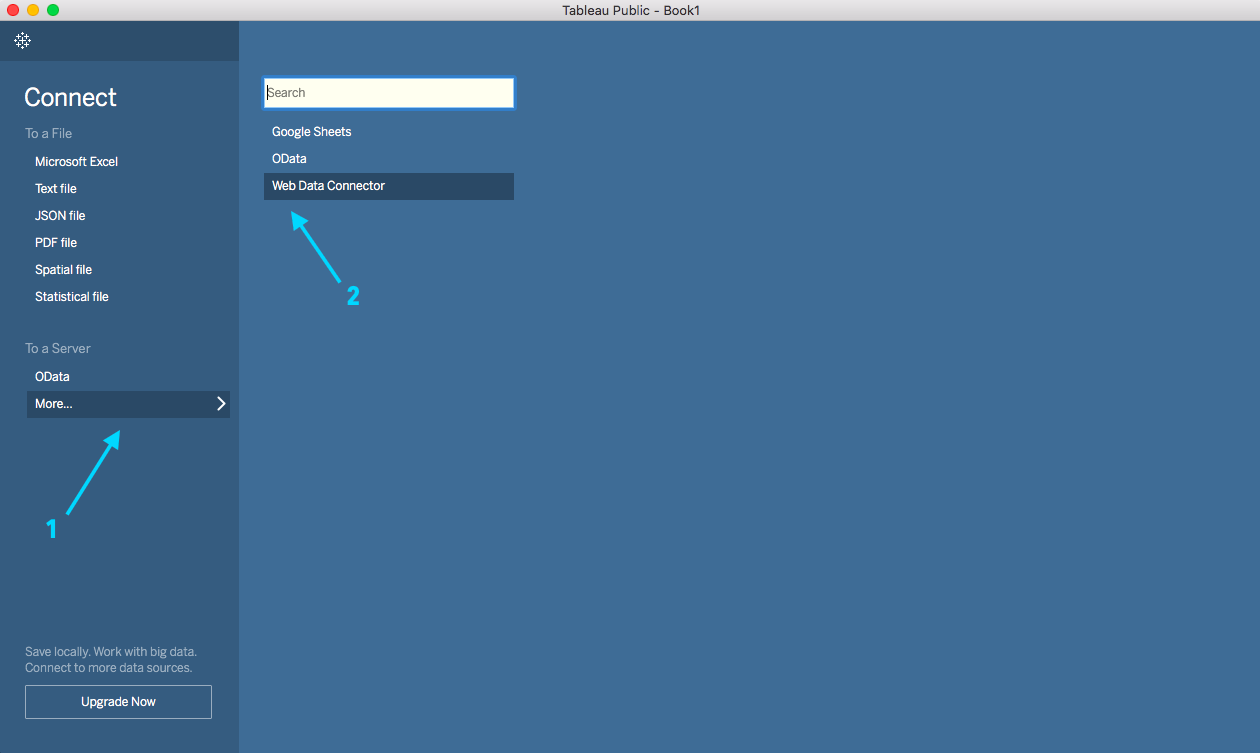 Tableau Public - Book1
Connect
To a File
Microsoft Excel
Text file
JSON file
PDF file
Spatial file
Statistical file
To a Server
OData
More...
1
Save locally. Work with big data.
Connect to more data sources.
Upgrade Now
Search
Google Sheets
OData
Web Data Connector
2